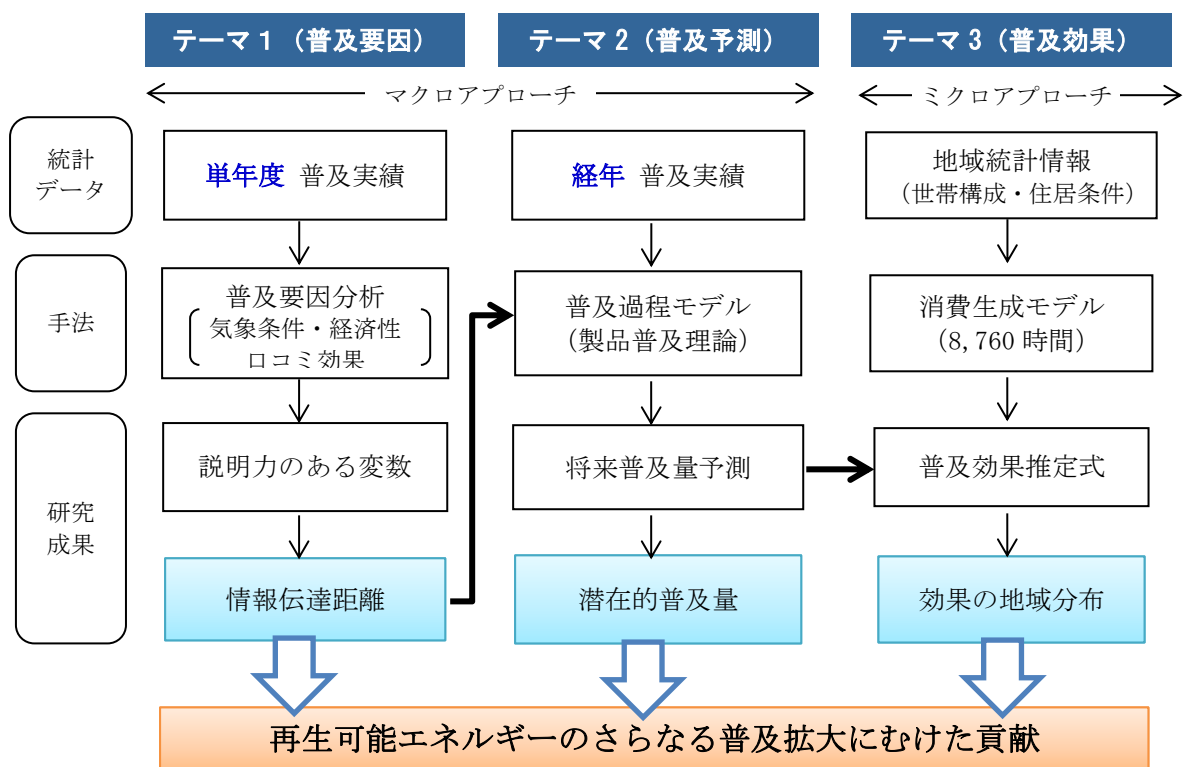 テーマ１（普及要因）
テーマ２（普及予測）
テーマ３（普及効果）
マクロアプローチ
ミクロアプローチ
統計
データ
単年度 普及実績
経年 普及実績
地域統計情報
（世帯構成・住居条件）
手法
普及要因分析
気象条件・経済性
口コミ効果
普及過程モデル
（製品普及理論）
消費生成モデル
（8,760 時間）
研究
成果
説明力のある変数
将来普及量予測
普及効果推定式
情報伝達距離
潜在的普及量
効果の地域分布
再生可能エネルギーのさらなる普及拡大にむけた貢献